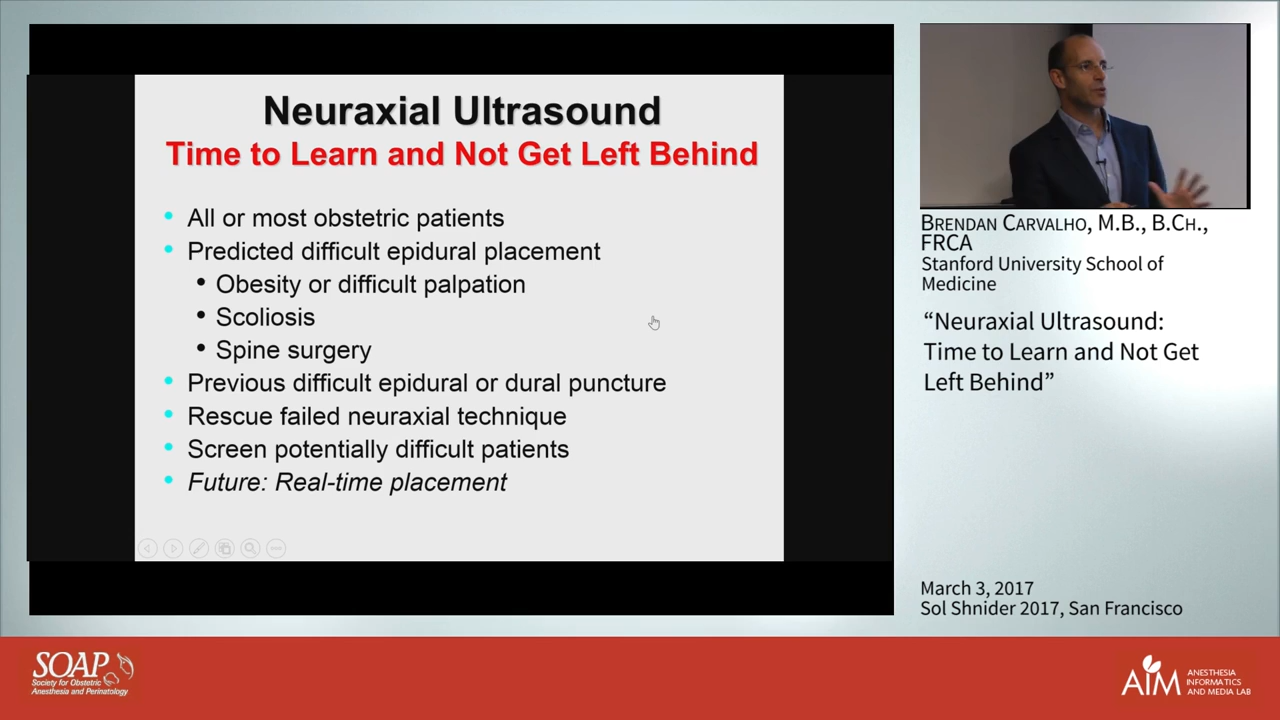 Neuraxial Ultrasound
Time to Learn and Not Get Left Behind
• All or most obstetric patients
• Predicted difficult epidural placement
• Obesity or difficult palpation
• Scoliosis
• Spine surgery
• Previous difficult epidural or dural puncture
• Rescue failed neuraxial technique
• Screen potentially difficult patients
• Future: Real-time placement
BRENDAN CARVALHO, M.B., B.CH.,
FRCA
Stanford University School of
Medicine
“Neuraxial Ultrasound:
Time to Learn and Not Get
Left Behind”
March 3, 2017
Sol Shnider 2017, San Francisco
SOAP
Society for Obstetric
Anesthesia and Perinatology
AIM
ANESTHESIA
INFORMATICS
AND MEDIA LAB